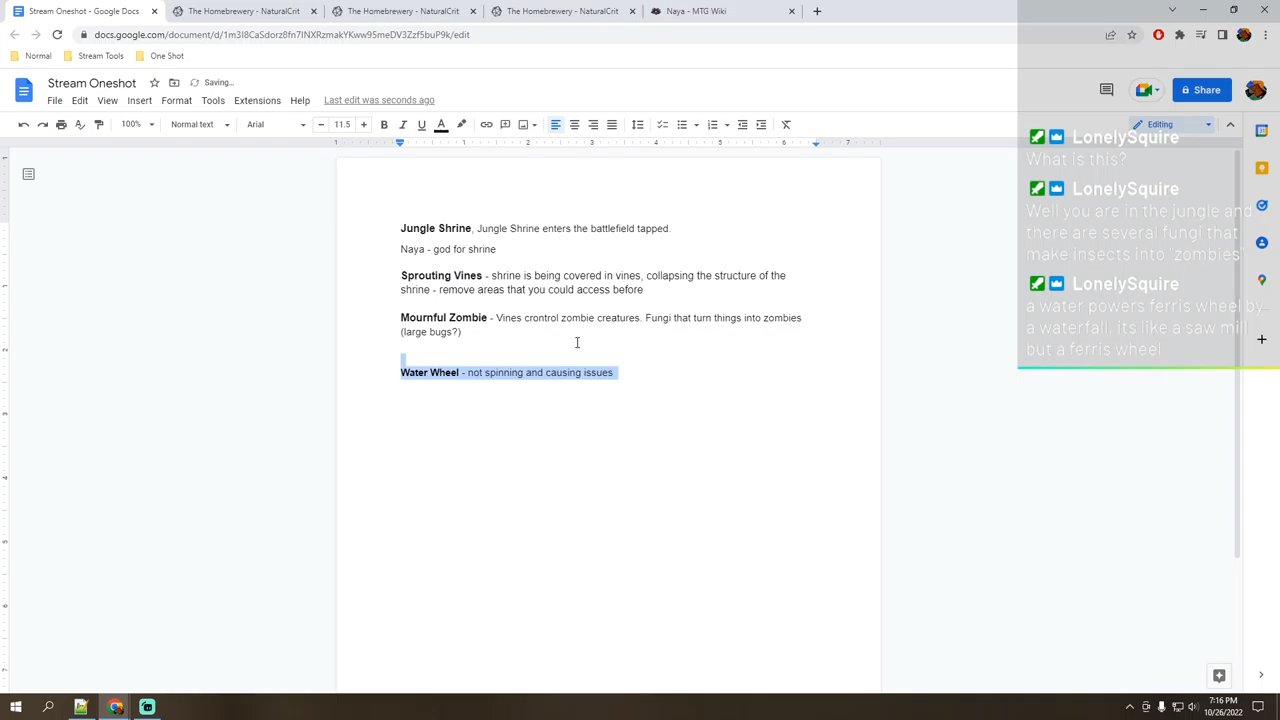 Stream Oneshot - Google Docs
The Homebrewery - NaturalCrit
The Homebrewery - NaturalCrit
The Homebrewery - NaturalCrit
Naya - MTG Wiki
docs.google.com/document/d/1m3I8CaSdorz8fn7INXRzmakYKww95meDV3Zzf5buP9k/edit
Normal
Stream Tools
One Shot
Stream Oneshot
Saving...
File
Edit
View
Insert
Format
Tools
Extensions
Help
Last edit was seconds ago
Share
100%
Normal text
Arial
11.5
Editing
Jungle Shrine, Jungle Shrine enters the battlefield tapped.
Naya - god for shrine
Sprouting Vines - shrine is being covered in vines, collapsing the structure of the
shrine - remove areas that you could access before
Mournful Zombie - Vines crontrol zombie creatures. Fungi that turn things into zombies
(large bugs?)
Water Wheel - not spinning and causing issues
LonelySquire
What is this?
LonelySquire
Well you are in the jungle and
there are several fungi that
make insects into 'zombies'
LonelySquire
a water powers ferris wheel by
a waterfall, its like a saw mill
but a ferris wheel
7:16 PM
10/26/2022